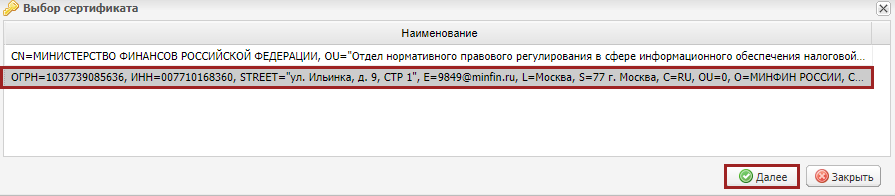 Выбор сертификата
Наименование
CN=МИНИСТЕРСТВО ФИНАНСОВ РОССИЙСКОЙ ФЕДЕРАЦИИ, OU="Отдел нормативного правового регулирования в сфере информационного обеспечения налоговой...
ОГРН=1037739085636, ИНН=007710168360, STREET="ул. Ильинка, д. 9, СТР 1", E=9849@minfin.ru, L=Москва, S=77 г. Москва, C=RU, OU=0, O=МИНФИН РОССИИ, C...
Далее Закрыть